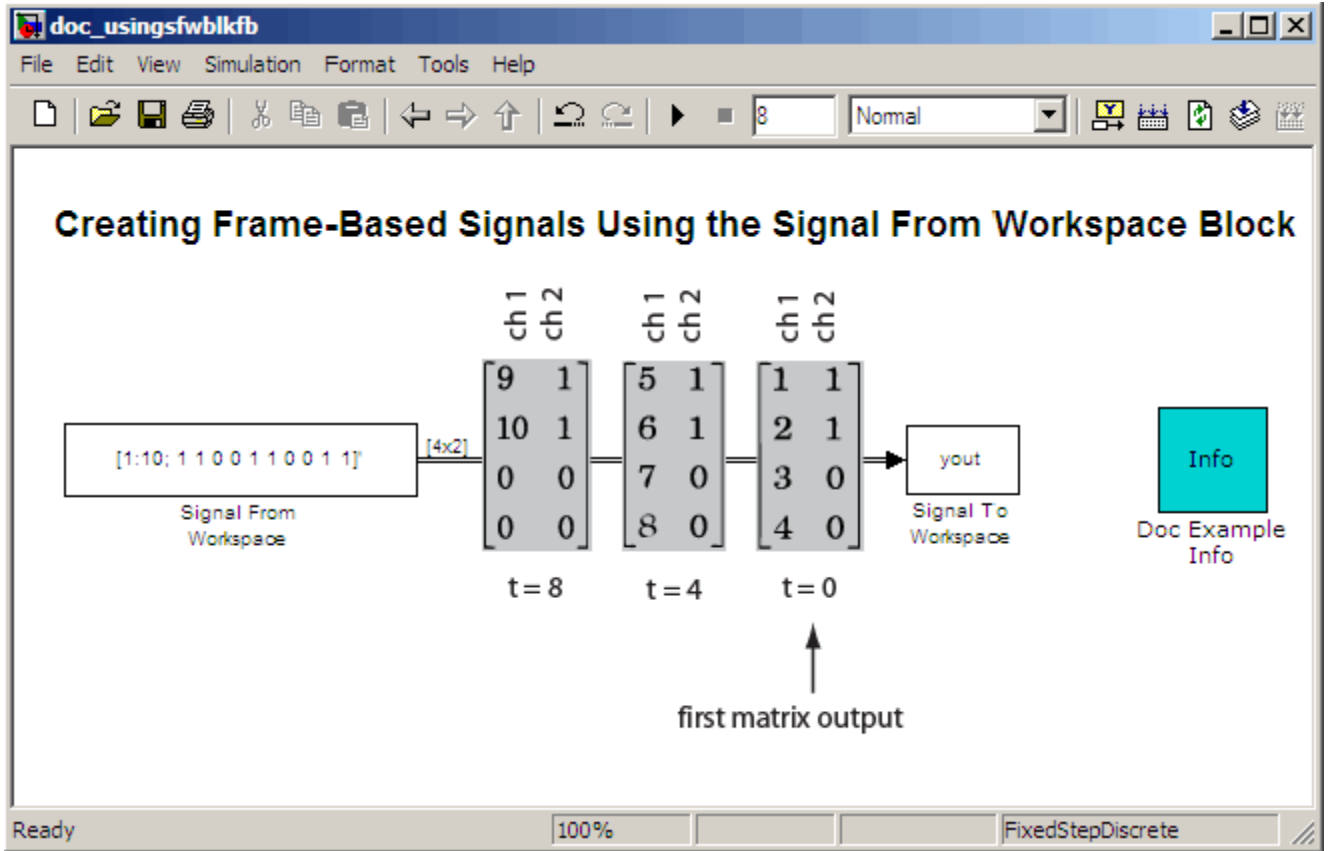 doc_usingsfwblkfb
File Edit View Simulation Format Tools Help
8 Normal
Creating Frame-Based Signals Using the Signal From Workspace Block
ch 1 ch 2 ch 1 ch 2 ch 1 ch 2
[1:10; 1 1 0 0 1 1 0 0 1 1]'
Signal From
Workspace
[4x2]
9 1
10 1
0 0
0 0
t = 8
5 1
6 1
7 0
8 0
t = 4
1 1
2 1
3 0
4 0
t = 0
yout
Signal To
Workspace
Info
Doc Example
Info
first matrix output
Ready 100% FixedStepDiscrete